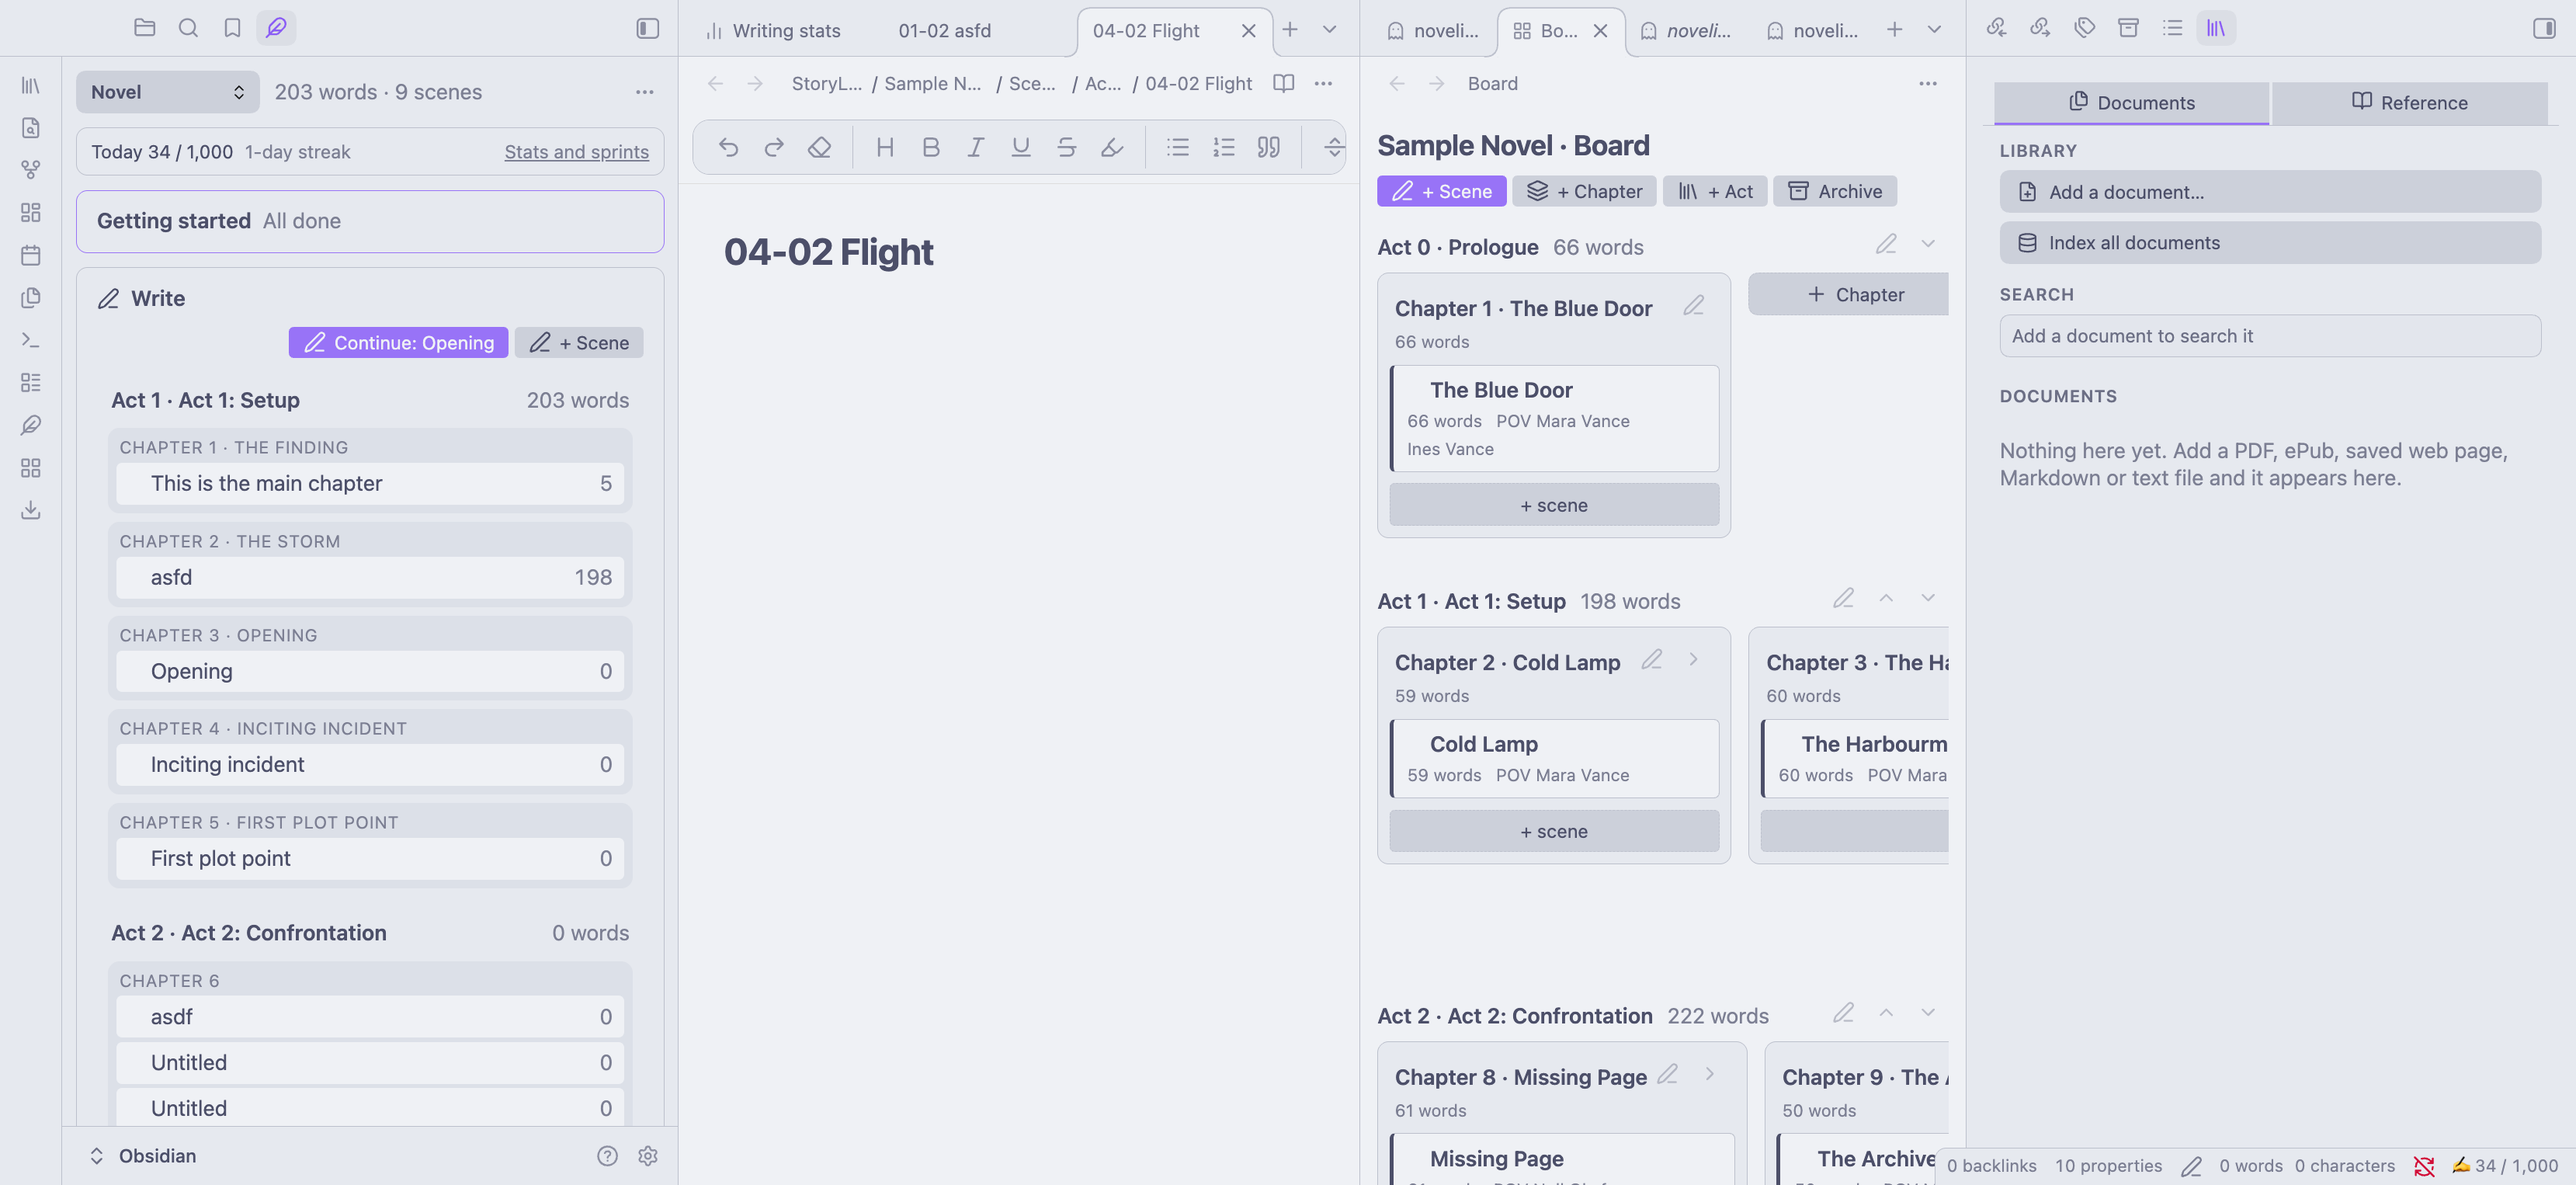 Novel
203 words · 9 scenes
Today 34 / 1,000 1-day streak Stats and sprints
Getting started All done
Write
Continue: Opening
+ Scene
Act 1 · Act 1: Setup 203 words
CHAPTER 1 · THE FINDING
This is the main chapter 5
CHAPTER 2 · THE STORM
asfd 198
CHAPTER 3 · OPENING
Opening 0
CHAPTER 4 · INCITING INCIDENT
Inciting incident 0
CHAPTER 5 · FIRST PLOT POINT
First plot point 0
Act 2 · Act 2: Confrontation 0 words
CHAPTER 6
asdf 0
Untitled 0
Untitled 0
Obsidian
Writing stats
01-02 asfd
04-02 Flight
StoryL... / Sample N... / Sce... / Ac... / 04-02 Flight
04-02 Flight
noveli...
Bo...
noveli...
noveli...
Board
Sample Novel · Board
+ Scene
+ Chapter
+ Act
Archive
Act 0 · Prologue 66 words
Chapter 1 · The Blue Door
66 words
The Blue Door
66 words POV Mara Vance
Ines Vance
+ scene
+ Chapter
Act 1 · Act 1: Setup 198 words
Chapter 2 · Cold Lamp
59 words
Cold Lamp
59 words POV Mara Vance
+ scene
Chapter 3 · The Ha
60 words
The Harbourm
60 words POV Mara
Act 2 · Act 2: Confrontation 222 words
Chapter 8 · Missing Page
61 words
Missing Page
Chapter 9 · The
50 words
The Archive
Documents
Reference
LIBRARY
Add a document...
Index all documents
SEARCH
Add a document to search it
DOCUMENTS
Nothing here yet. Add a PDF, ePub, saved web page,
Markdown or text file and it appears here.
0 backlinks 10 properties 0 words 0 characters 34 / 1,000